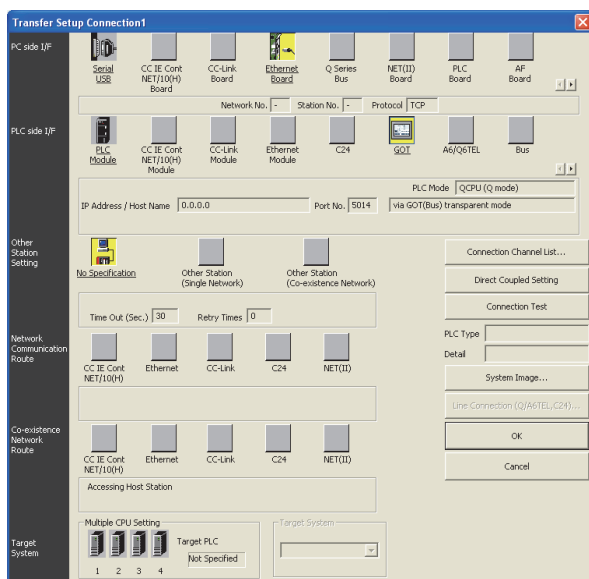 Transfer Setup Connection1
PC side I/F
Serial USB
CC IE Cont NET/10(H) Board
CC-Link Board
Ethernet Board
Q Series Bus
NET(II) Board
PLC Board
AF Board
Network No. - Station No. - Protocol TCP
PLC side I/F
PLC Module
CC IE Cont NET/10(H) Module
CC-Link Module
Ethernet Module
C24
GOT
A6/Q6TEL
Bus
PLC Mode QCPU (Q mode)
IP Address / Host Name 0.0.0.0 Port No. 5014 via GOT(Bus) transparent mode
Other Station Setting
No Specification
Other Station (Single Network)
Other Station (Co-existence Network)
Time Out (Sec.) 30 Retry Times 0
Connection Channel List...
Direct Coupled Setting
Connection Test
PLC Type
Detail
System Image...
Line Connection (Q/A6TEL,C24)...
OK
Cancel
Network Communication Route
CC IE Cont NET/10(H)
Ethernet
CC-Link
C24
NET(II)
Co-existence Network Route
CC IE Cont NET/10(H)
Ethernet
CC-Link
C24
NET(II)
Accessing Host Station
Target System
Multiple CPU Setting
1 2 3 4
Target PLC
Not Specified
Target System